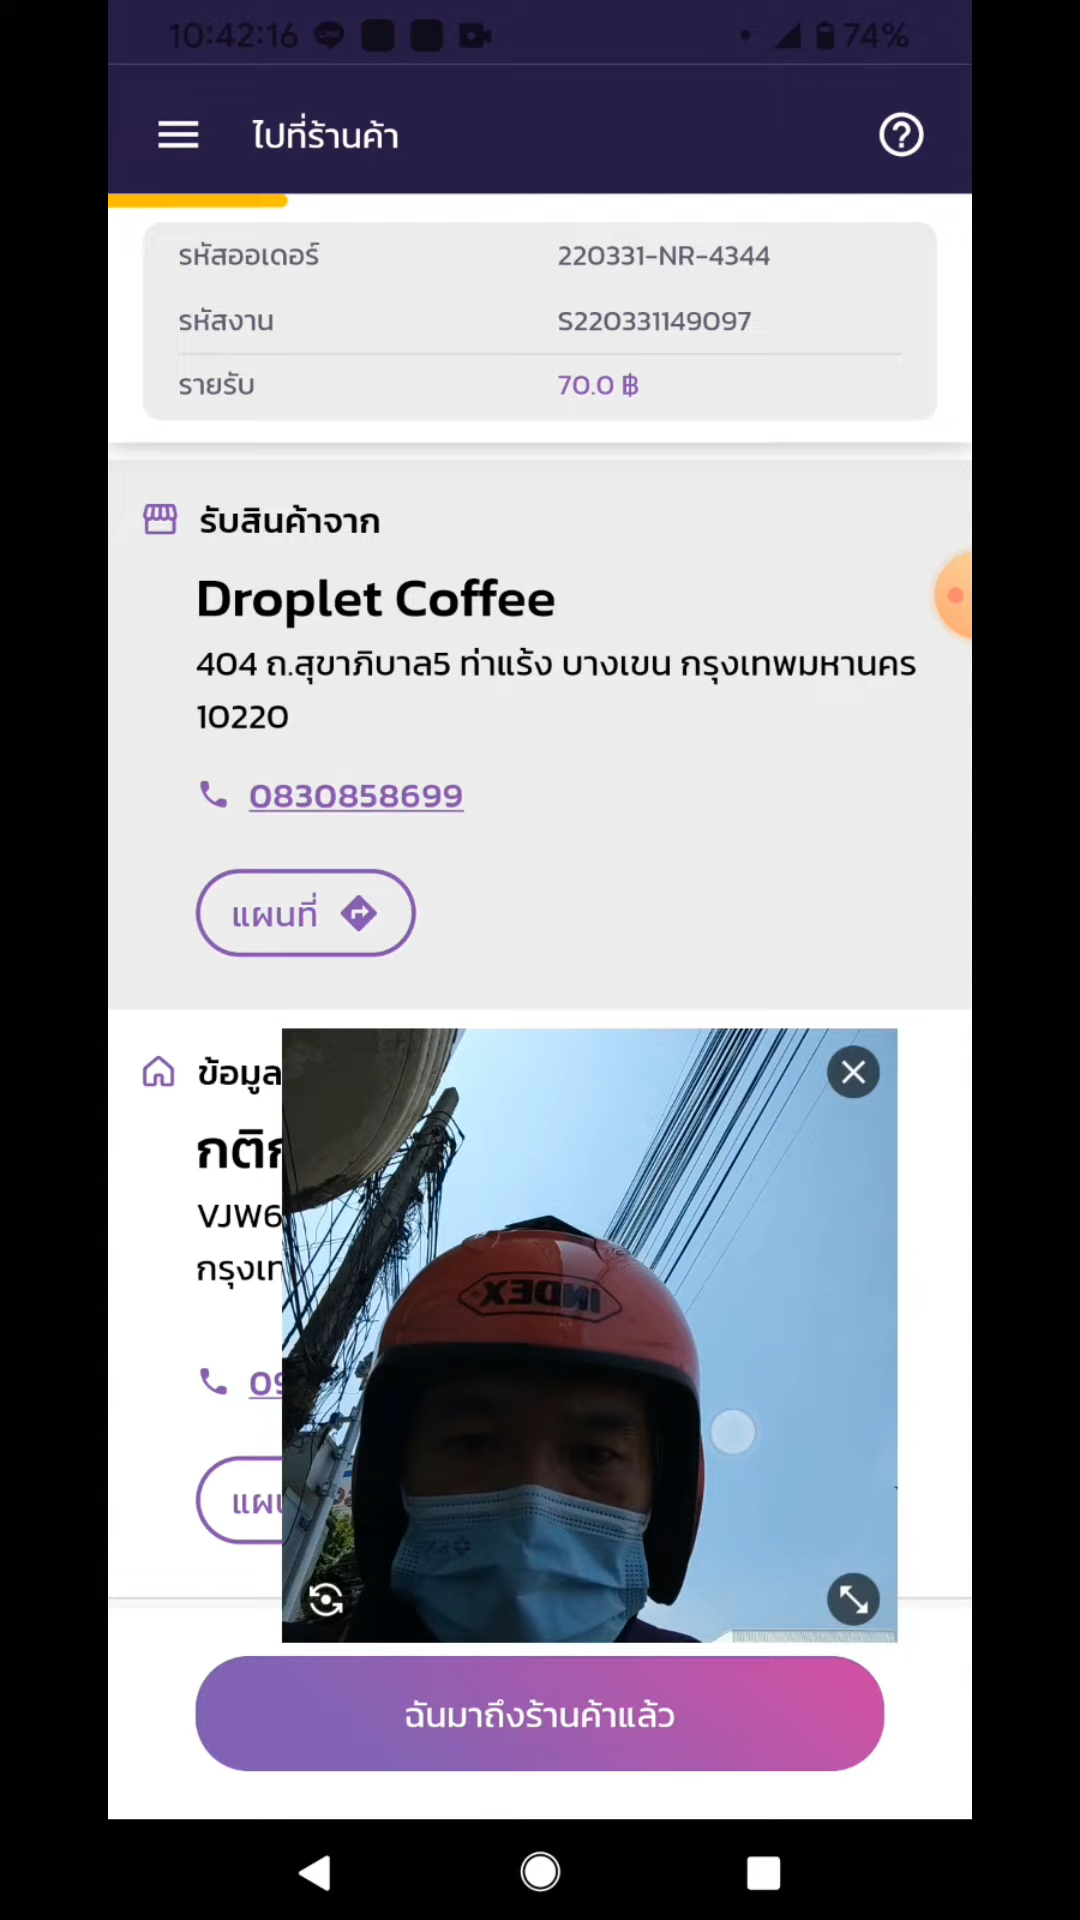 10:42:16
74%
ไปที่ร้านค้า
รหัสออเดอร์ 220331-NR-4344
รหัสงาน S220331149097
รายรับ 70.0 ฿
รับสินค้าจาก
Droplet Coffee
404 ถ.สุขาภิบาล5 ท่าแร้ง บางเขน กรุงเทพมหานคร
10220
0830858699
แผนที่
ข้อมูล
VJW6
INDEX
09
ฉันมาถึงร้านค้าแล้ว